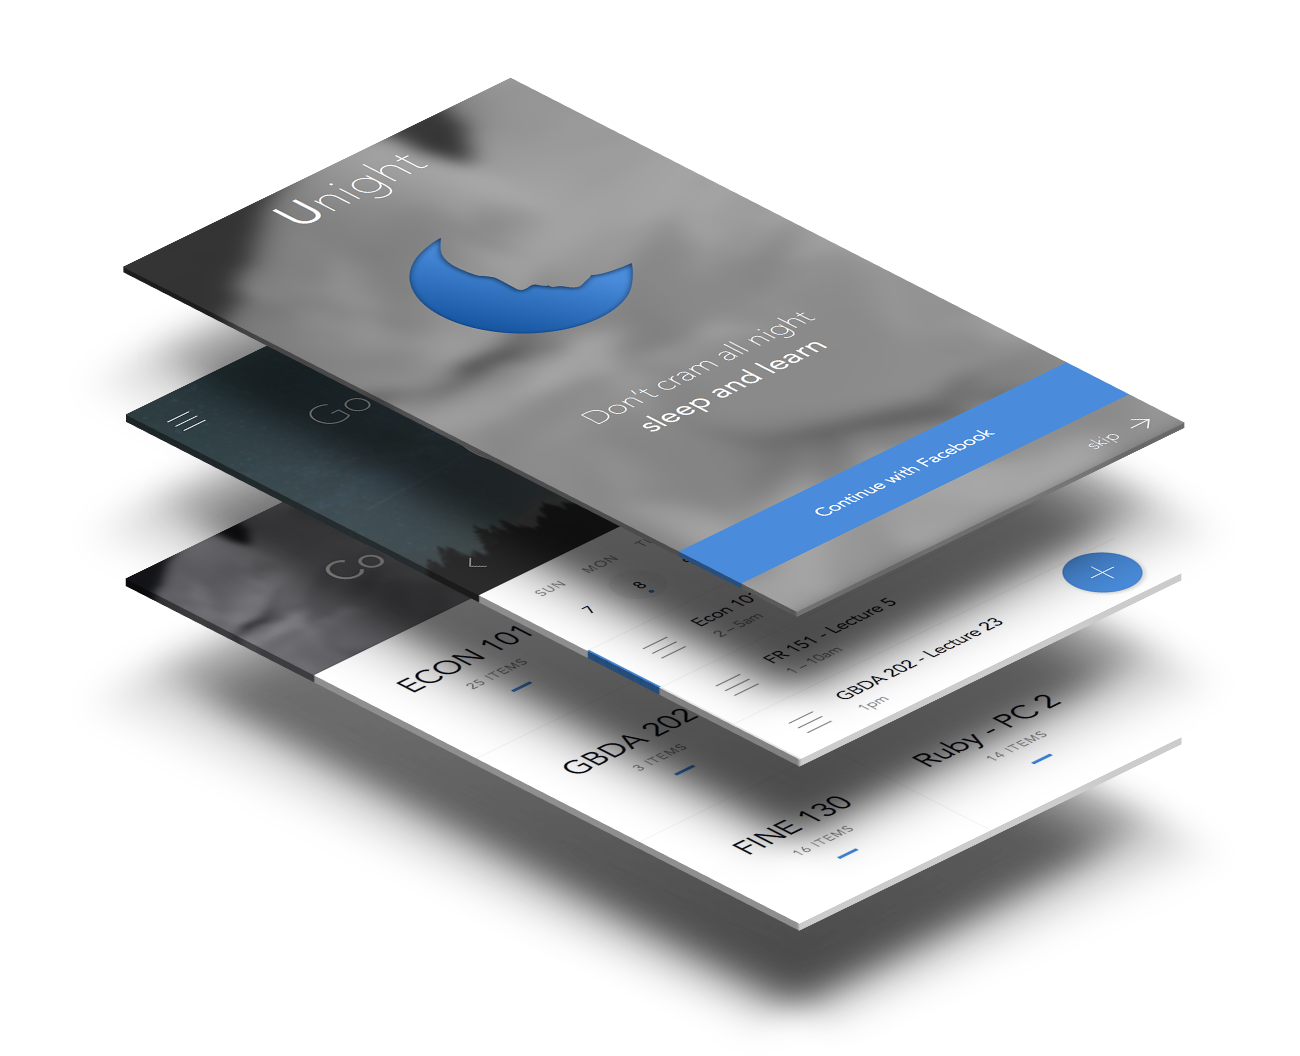 Unight
Don't cram all night
sleep and learn
Continue with Facebook
skip
Go
SUN MON
7 8
Econ 101
2 – 5am
FR 151 - Lecture 5
1 – 10am
GBDA 202 - Lecture 23
1pm
Co
ECON 101
25 ITEMS
GBDA 202
3 ITEMS
Ruby - PC 2
14 ITEMS
FINE 130
16 ITEMS